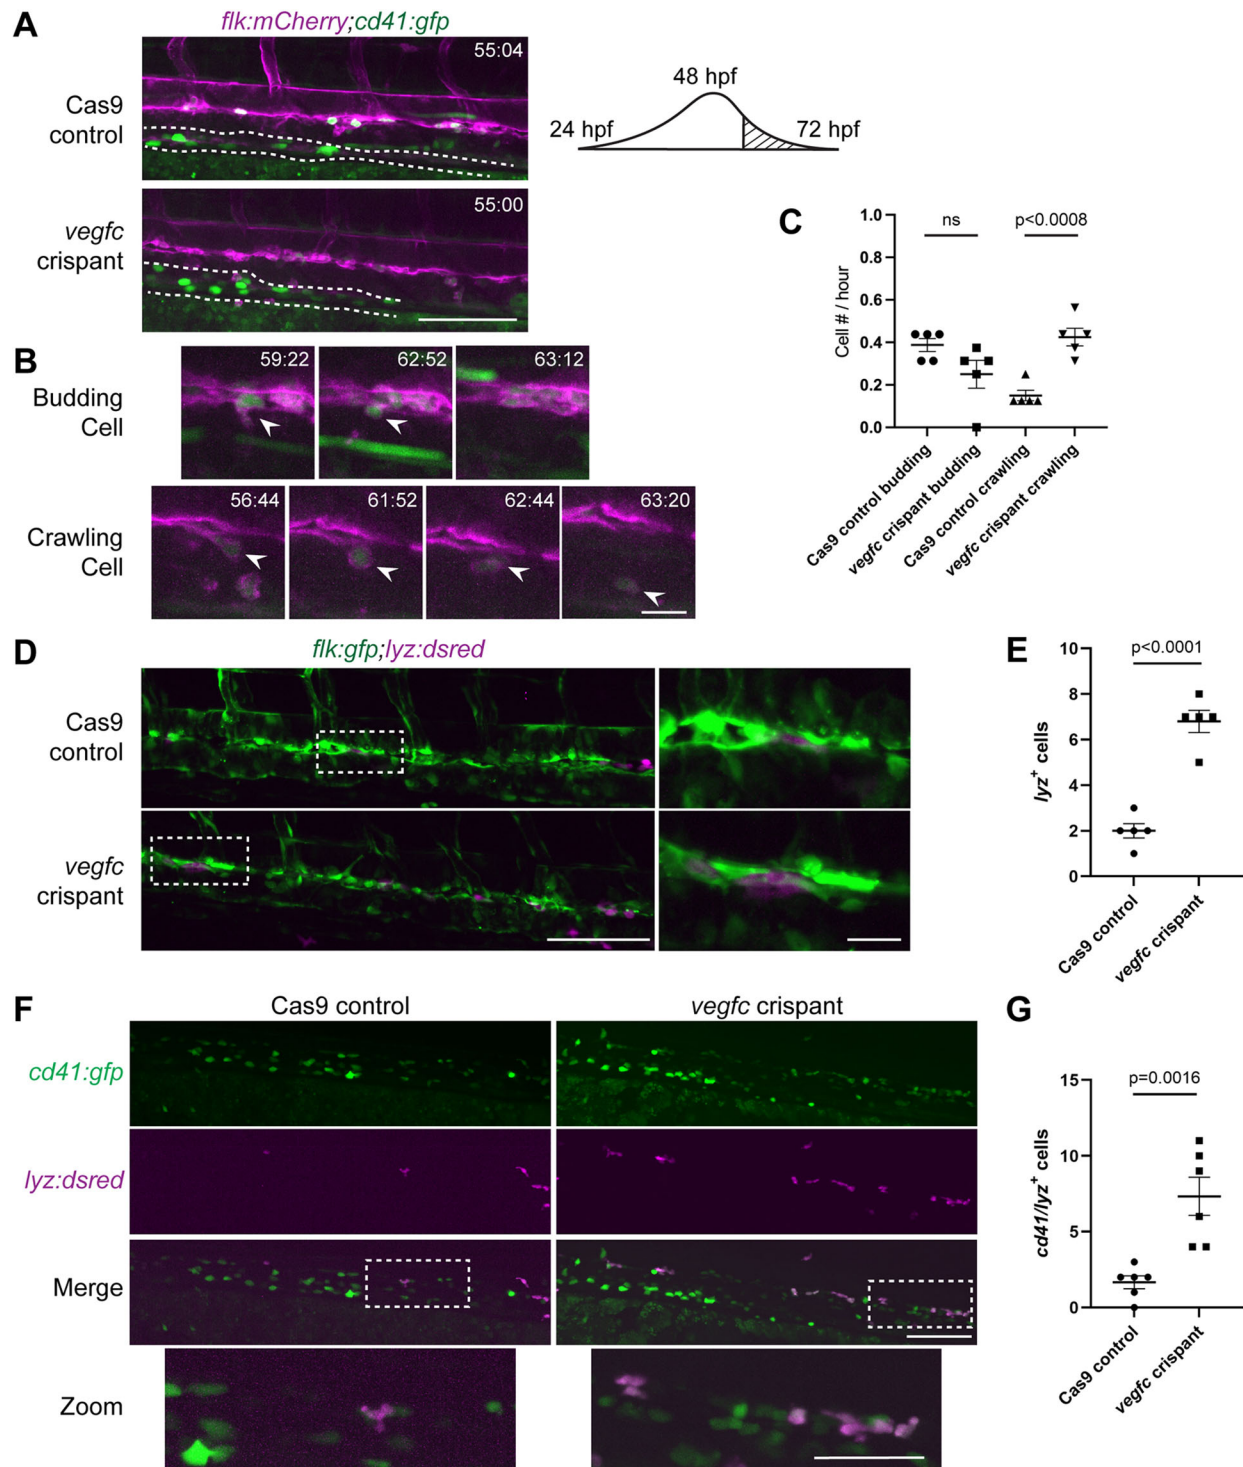 A
flk:mCherry;cd41:gfp
Cas9
control
55:04
48 hpf
24 hpf
72 hpf
vegfc
crispant
55:00
B
Budding
Cell
59:22
62:52
63:12
Crawling
Cell
56:44
61:52
62:44
63:20
C
ns
p<0.0008
Cell # / hour
1.0
0.8
0.6
0.4
0.2
0.0
Cas9 control budding
vegfc crispant budding
Cas9 control crawling
vegfc crispant crawling
D
flk:gfp;lyz:dsred
Cas9
control
vegfc
crispant
E
p<0.0001
lyz+ cells
10
8
6
4
2
0
Cas9 control
vegfc crispant
F
Cas9 control
vegfc crispant
cd41:gfp
lyz:dsred
Merge
Zoom
G
p=0.0016
cd41/lyz+ cells
15
10
5
0
Cas9 control
vegfc crispant